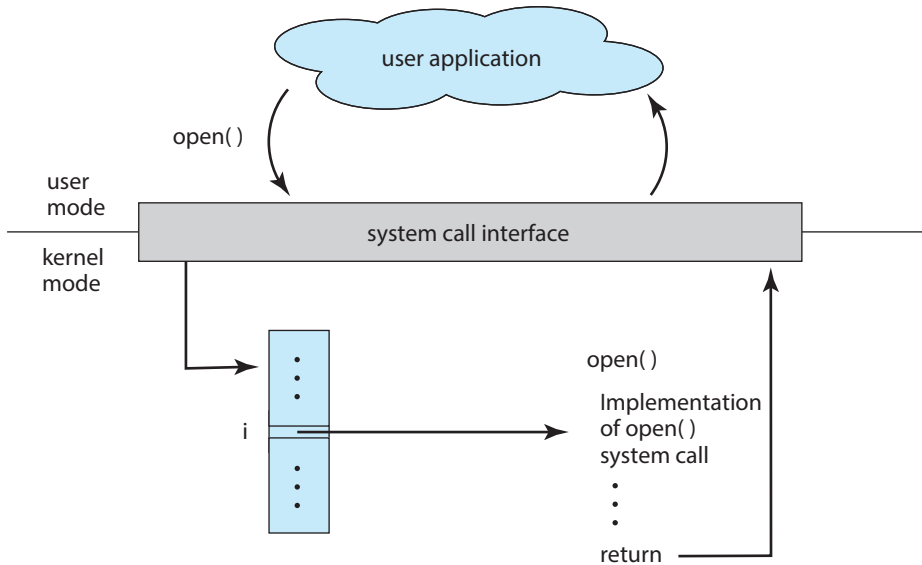 user application
open( )
user
mode
system call interface
kernel
mode
open( )
i
Implementation
of open( )
system call
return